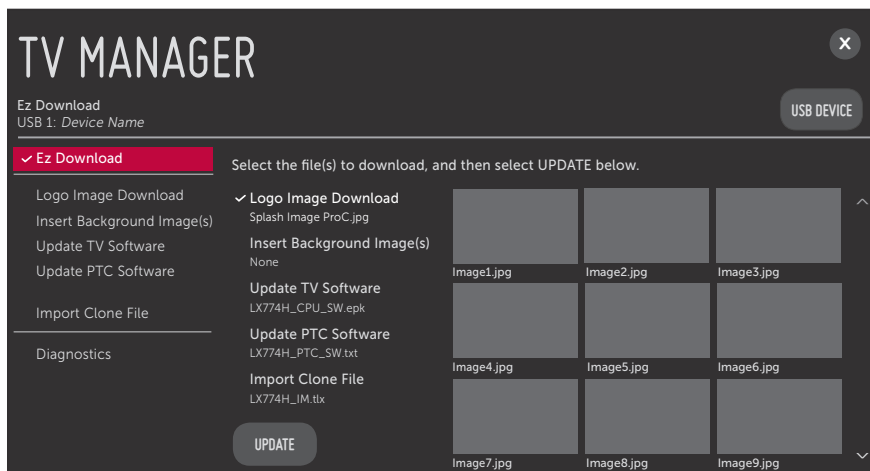 TV MANAGER
X
Ez Download
USB 1: Device Name
USB DEVICE
Ez Download
Logo Image Download
Insert Background Image(s)
Update TV Software
Update PTC Software
Import Clone File
Diagnostics
Select the file(s) to download, and then select UPDATE below.
Logo Image Download
Splash Image ProC.jpg
Insert Background Image(s)
None
Update TV Software
LX774H_CPU_SW.epk
Update PTC Software
LX774H_PTC_SW.txt
Import Clone File
LX774H_IM.tlx
UPDATE
Image1.jpg
Image2.jpg
Image3.jpg
Image4.jpg
Image5.jpg
Image6.jpg
Image7.jpg
Image8.jpg
Image9.jpg